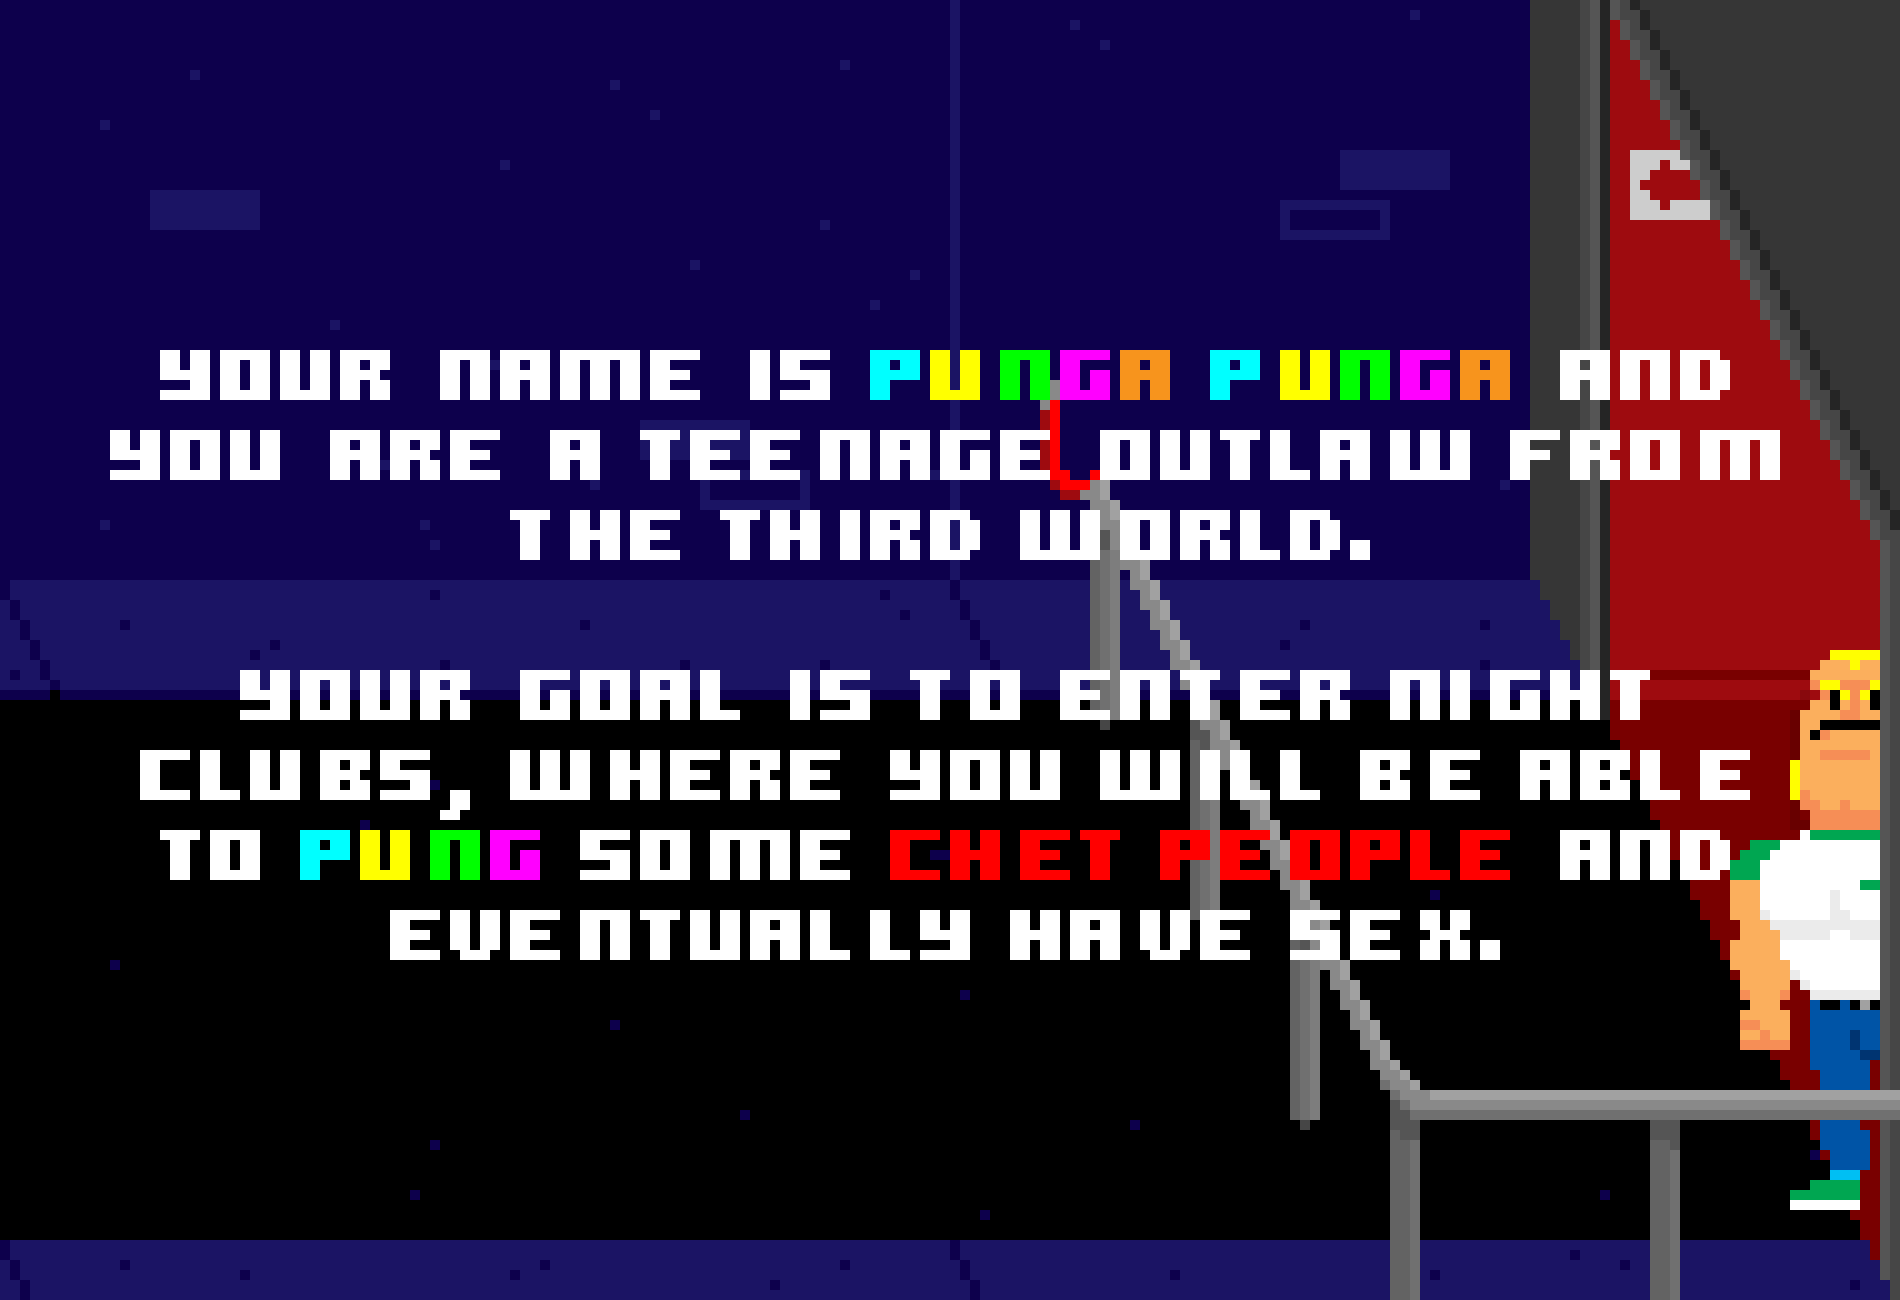 YOUR NAME IS PUNGA PUNGA AND
YOU ARE A TEENAGE OUTLAW FROM
THE THIRD WORLD.
YOUR GOAL IS TO ENTER NIGHT
CLUBS, WHERE YOU WILL BE ABLE
TO PUNG SOME CHET PEOPLE AND
EVENTUALLY HAVE SEX.